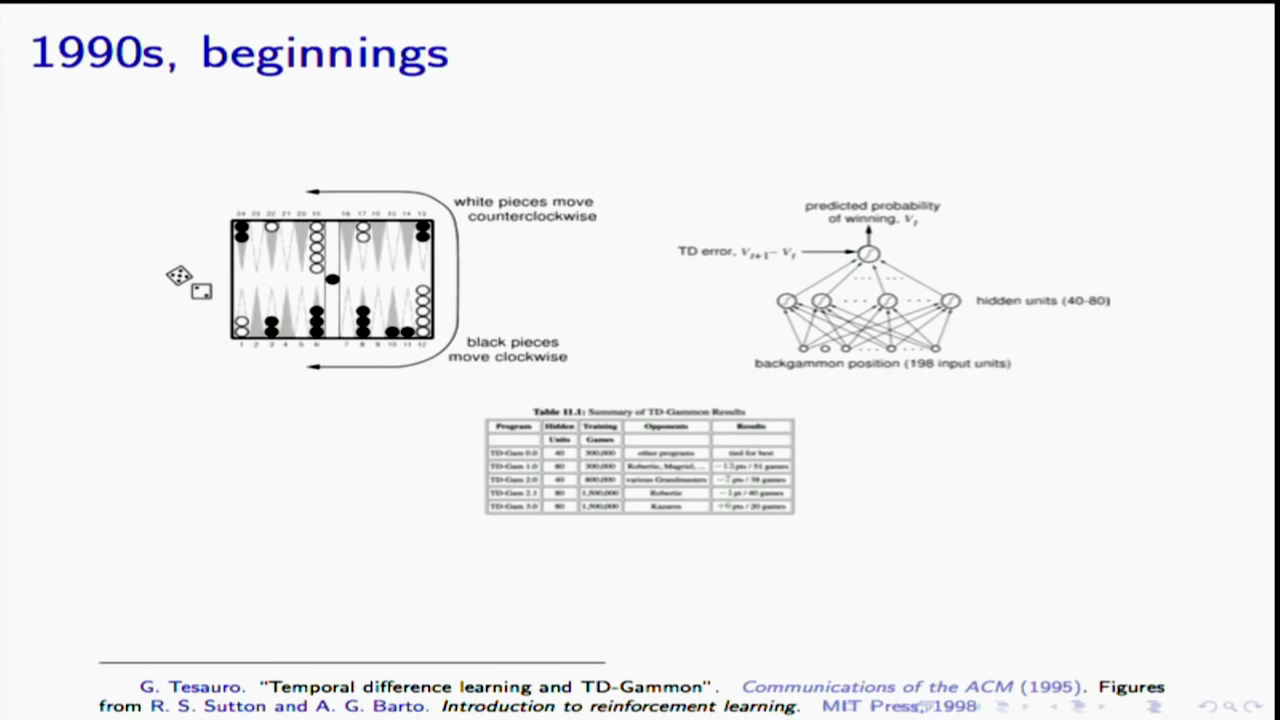 1990s, beginnings
24 23 22 21 20 19 18 17 16 15 14 13
white pieces move
counterclockwise
1 2 3 4 5 6 7 8 9 10 11 12
black pieces
move clockwise
predicted probability
of winning, Vₜ
TD error, Vₜ₊₁ − Vₜ
hidden units (40-80)
backgammon position (198 input units)
Table 11.1: Summary of TD-Gammon Results
Program Hidden Training Opponents Results
Units Games
TD-Gam 0.0 40 300,000 other programs tied for best
TD-Gam 1.0 80 300,000 Robertie, Magriel, ... −13 pts / 51 games
TD-Gam 2.0 40 800,000 various Grandmasters −7 pts / 38 games
TD-Gam 2.1 80 1,500,000 Robertie −1 pt / 40 games
TD-Gam 3.0 80 1,500,000 Kazaros +6 pts / 20 games
G. Tesauro. "Temporal difference learning and TD-Gammon". Communications of the ACM (1995). Figures
from R. S. Sutton and A. G. Barto. Introduction to reinforcement learning. MIT Press, 1998